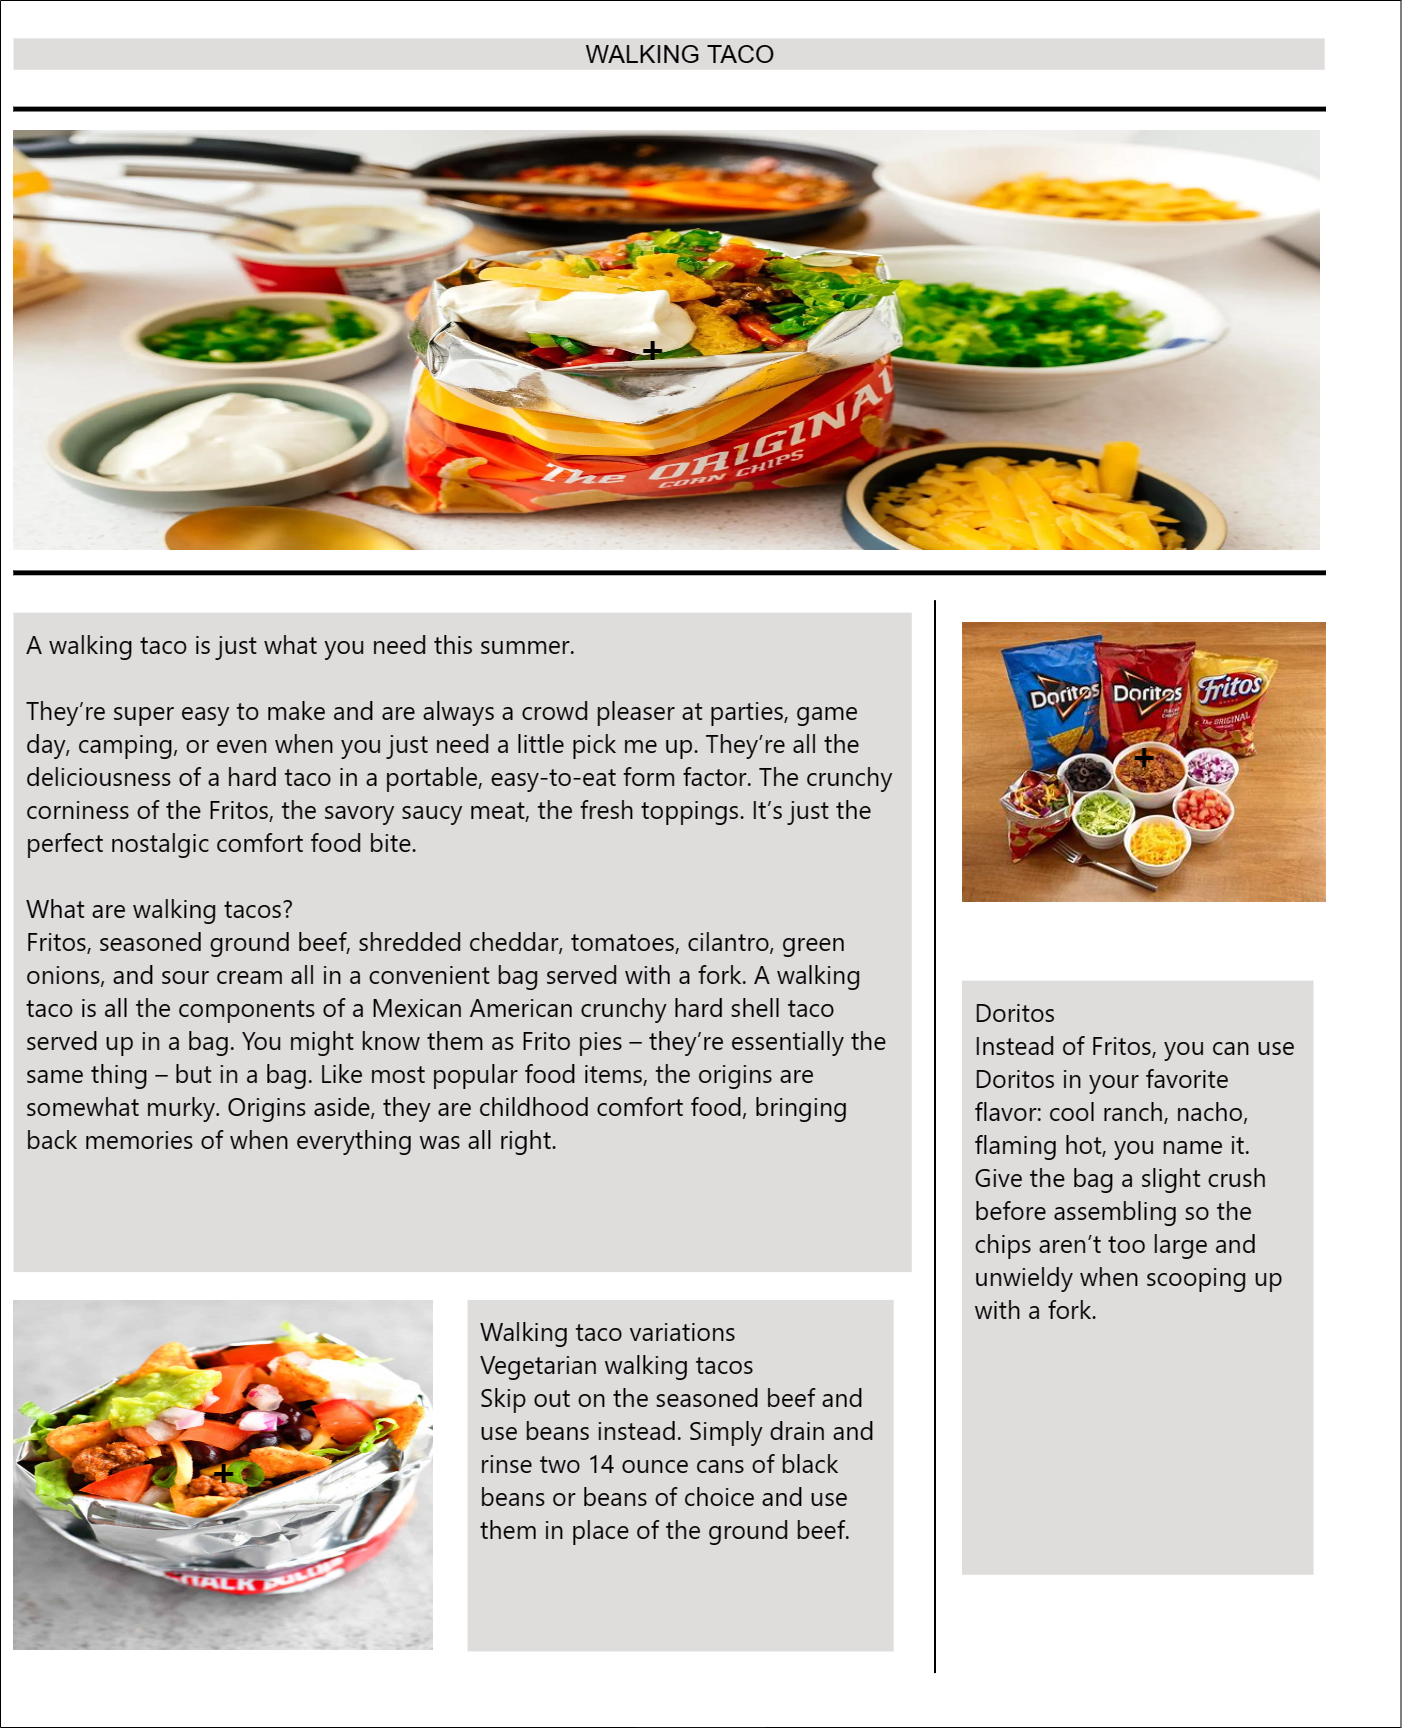 WALKING TACO
The ORIGINAL
CORN CHIPS
A walking taco is just what you need this summer.
They’re super easy to make and are always a crowd pleaser at parties, game
day, camping, or even when you just need a little pick me up. They’re all the
deliciousness of a hard taco in a portable, easy-to-eat form factor. The crunchy
corniness of the Fritos, the savory saucy meat, the fresh toppings. It’s just the
perfect nostalgic comfort food bite.
What are walking tacos?
Fritos, seasoned ground beef, shredded cheddar, tomatoes, cilantro, green
onions, and sour cream all in a convenient bag served with a fork. A walking
taco is all the components of a Mexican American crunchy hard shell taco
served up in a bag. You might know them as Frito pies – they’re essentially the
same thing – but in a bag. Like most popular food items, the origins are
somewhat murky. Origins aside, they are childhood comfort food, bringing
back memories of when everything was all right.
Walking taco variations
Vegetarian walking tacos
Skip out on the seasoned beef and
use beans instead. Simply drain and
rinse two 14 ounce cans of black
beans or beans of choice and use
them in place of the ground beef.
Doritos
Doritos
Fritos
The ORIGINAL
Doritos
Instead of Fritos, you can use
Doritos in your favorite
flavor: cool ranch, nacho,
flaming hot, you name it.
Give the bag a slight crush
before assembling so the
chips aren’t too large and
unwieldy when scooping up
with a fork.